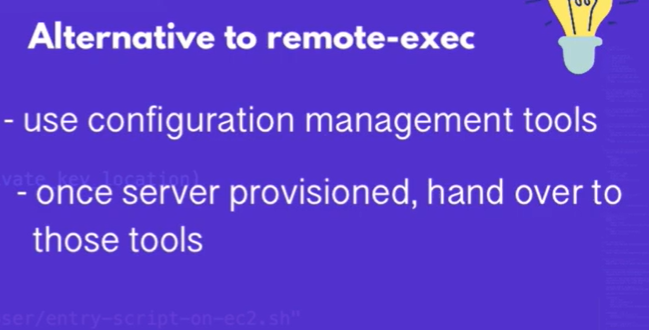 Alternative to remote-exec
- use configuration management tools
vate_key_location)
- once server provisioned, hand over to
those tools
ser/entry-script-on-ec2.sh"